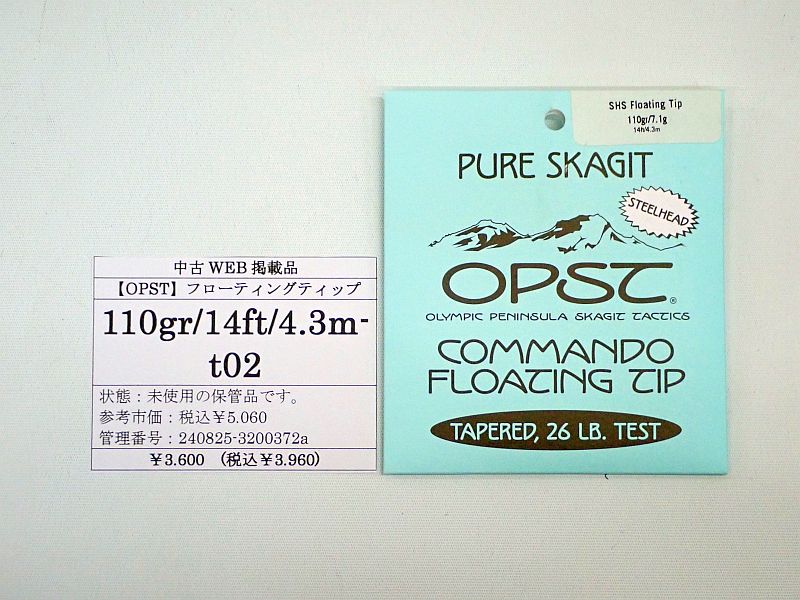 中古WEB掲載品
【OPST】フローティングティップ
110gr/14ft/4.3m-
t02
状態：未使用の保管品です。
参考市価：税込￥5.060
管理番号：240825-3200372a
￥3.600 （税込￥3.960）
SHS Floating Tip
110gr/7.1g
14ft/4.3m
PURE SKAGIT
STEELHEAD
OPST®
OLYMPIC PENINSULA SKAGIT TACTICS
COMMANDO
FLOATING TIP
TAPERED, 26 LB. TEST